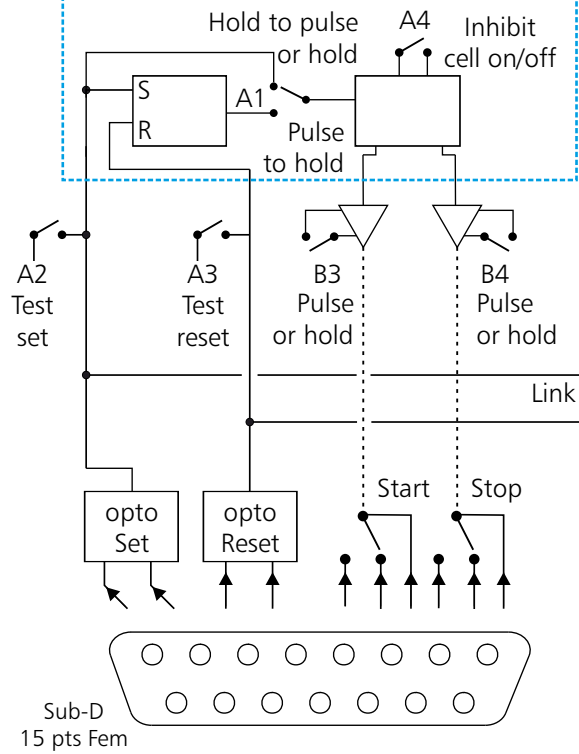 Hold to pulse
or hold
A4
Inhibit
cell on/off
S
R
A1
Pulse
to hold
A2
Test
set
A3
Test
reset
B3
Pulse
or hold
B4
Pulse
or hold
Link
Start
Stop
opto
Set
opto
Reset
Sub-D
15 pts Fem